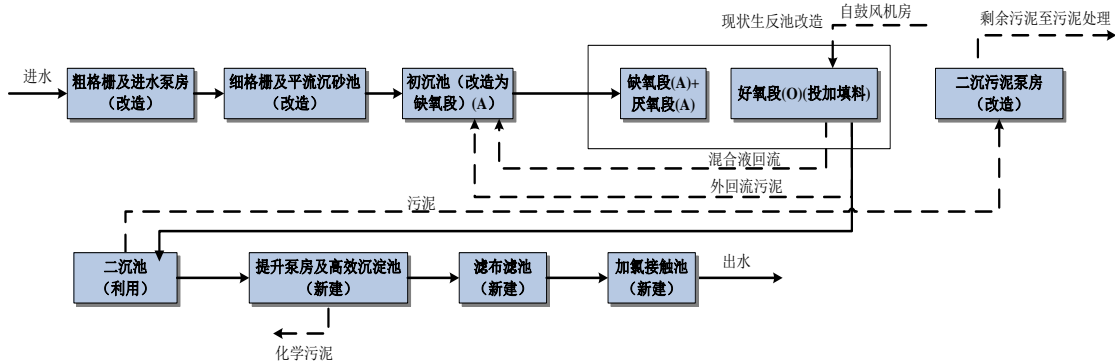 现状生反池改造
自鼓风机房
剩余污泥至污泥处理
进水
粗格栅及进水泵房
（改造）
细格栅及平流沉砂池
（改造）
初沉池（改造为
缺氧段）(A）
缺氧段(A)+
厌氧段(A)
好氧段(O)(投加填料)
二沉污泥泵房
（改造）
混合液回流
外回流污泥
污泥
二沉池
（利用）
提升泵房及高效沉淀池
（新建）
滤布滤池
（新建）
加氯接触池
（新建）
出水
化学污泥